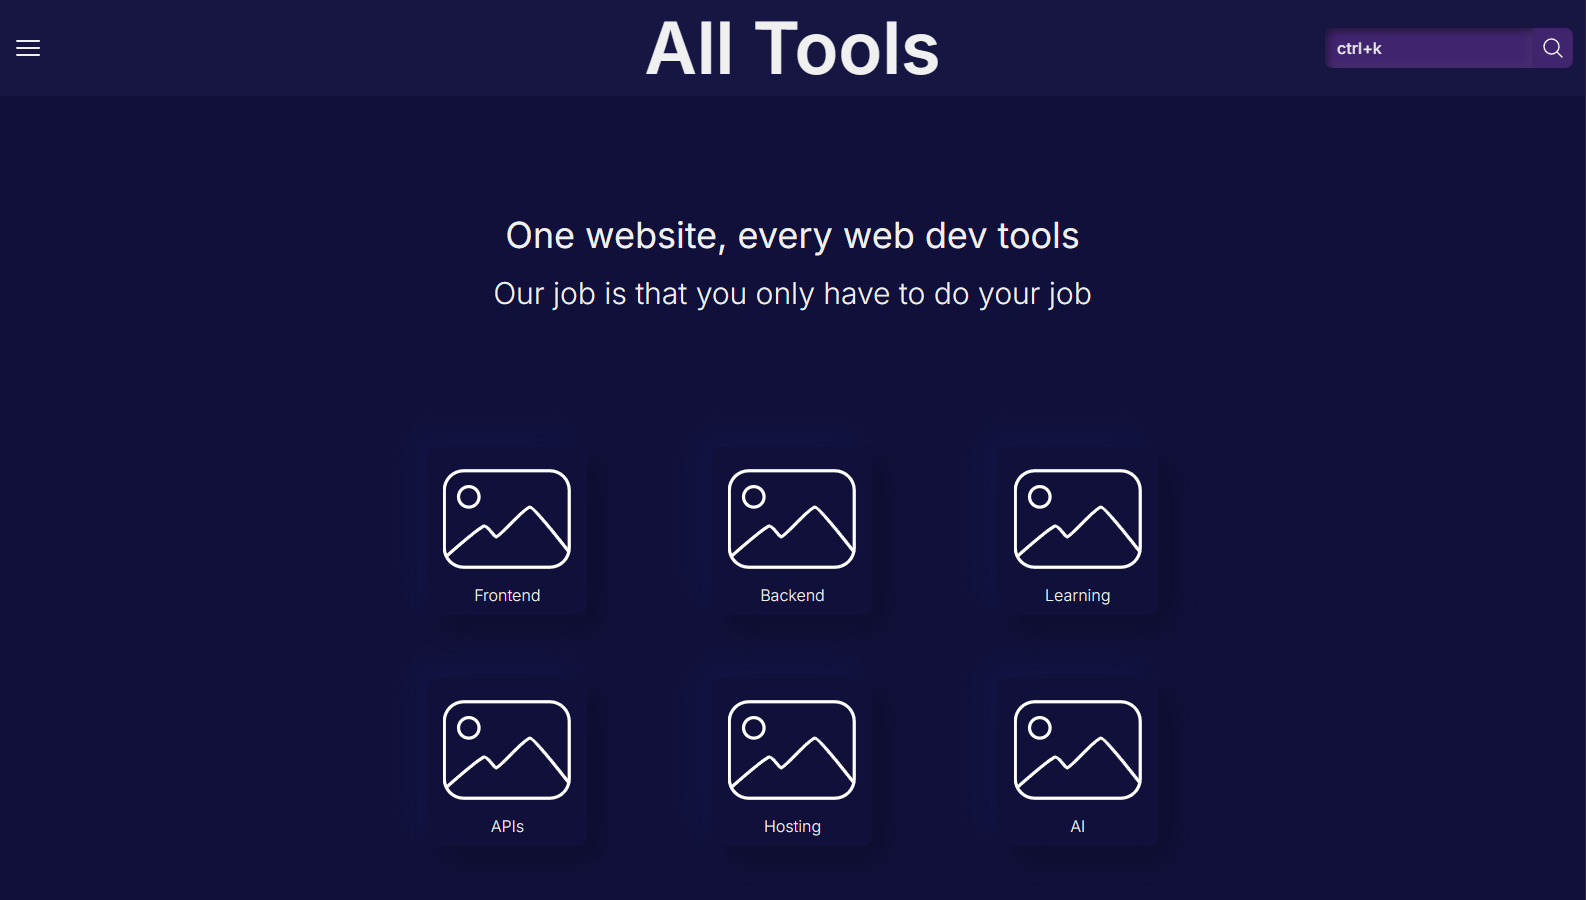 All Tools
ctrl+k
One website, every web dev tools
Our job is that you only have to do your job
Frontend
Backend
Learning
APIs
Hosting
AI